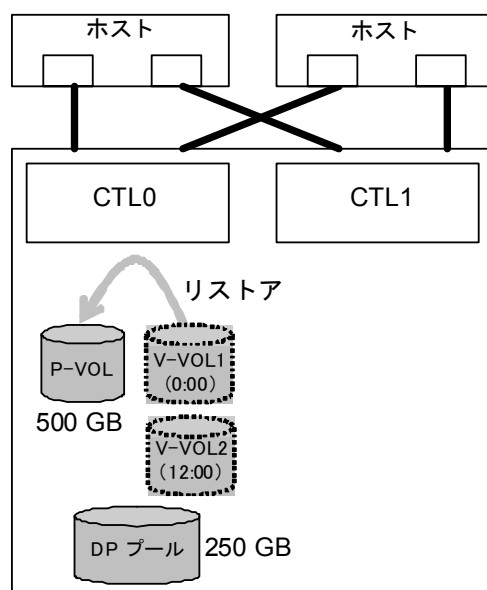 ホスト
ホスト
CTL0
CTL1
リストア
P-VOL
V-VOL1
(0:00)
500 GB
V-VOL2
(12:00)
DP プール
250 GB